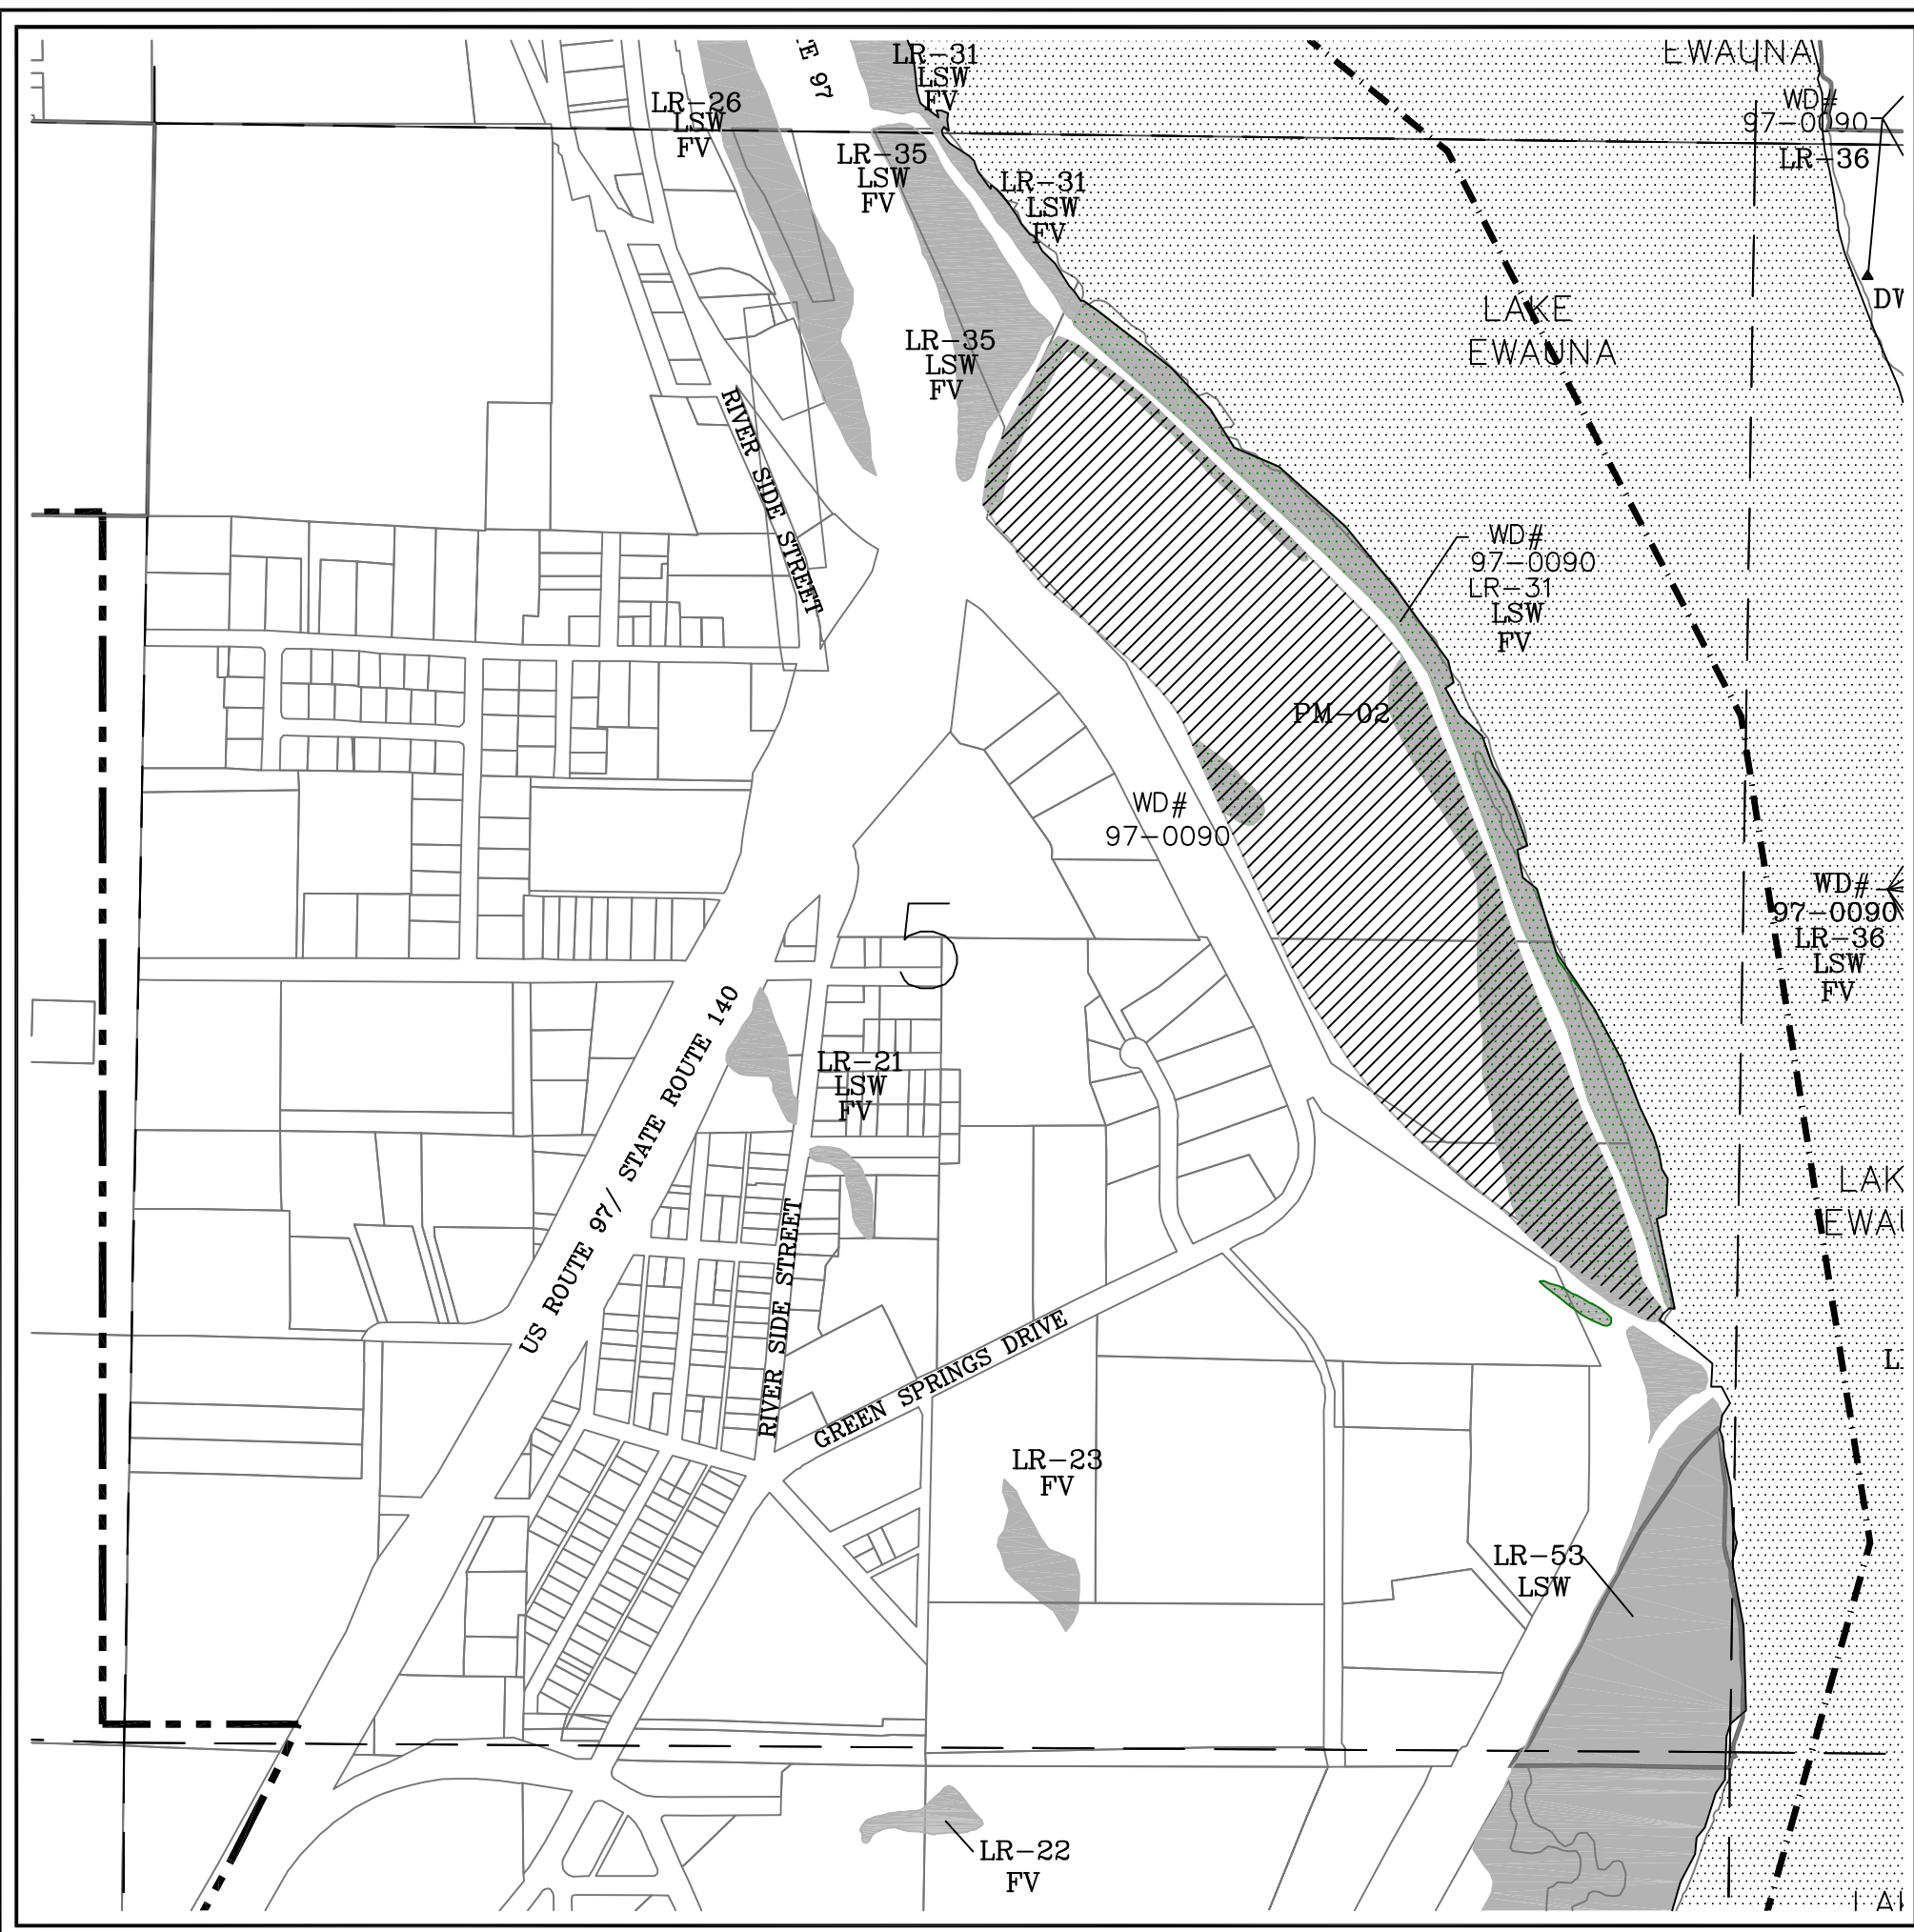 TE 97
LR-31
LSW
FV
EWAUNA
LR-26
LSW
FV
WD#
97-0090
LR-36
LR-35
LSW
FV
LR-31
LSW
FV
LAKE
EWAUNA
LR-35
LSW
FV
RIVER SIDE STREET
WD#
97-0090
LR-31
LSW
FV
PM-02
WD#
97-0090
WD#
97-0090
LR-36
LSW
FV
5
US ROUTE 97/ STATE ROUTE 140
LR-21
LSW
FV
LAK
EWAU
RIVER SIDE STREET
GREEN SPRINGS DRIVE
LR-23
FV
LR-53
LSW
LR-22
FV